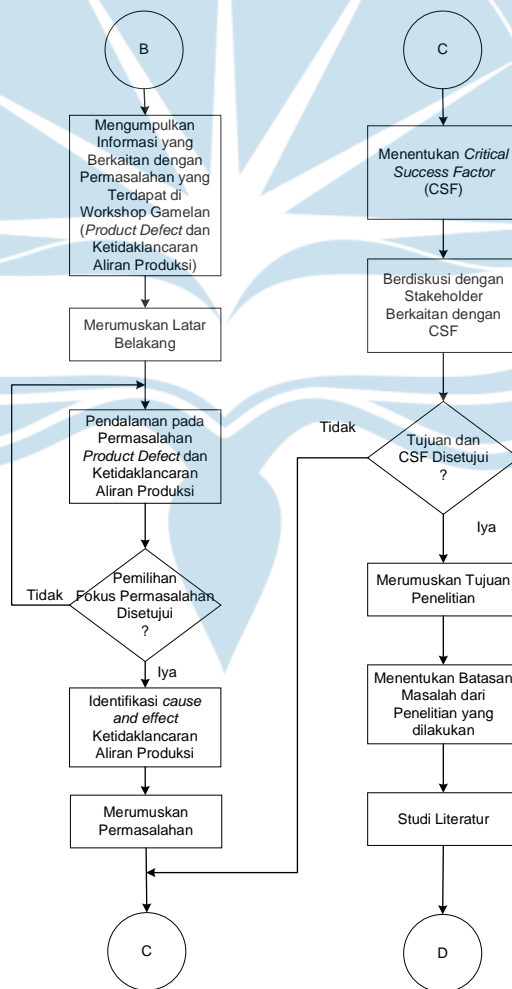 B
Mengumpulkan
Informasi yang
Berkaitan dengan
Permasalahan yang
Terdapat di
Workshop Gamelan
(Product Defect dan
Ketidaklancaran
Aliran Produksi)
Merumuskan Latar
Belakang
Pendalaman pada
Permasalahan
Product Defect dan
Ketidaklancaran
Aliran Produksi
Pemilihan
Fokus Permasalahan
Disetujui
?
Tidak
Iya
Identifikasi cause
and effect
Ketidaklancaran
Aliran Produksi
Merumuskan
Permasalahan
C
C
Menentukan Critical
Success Factor
(CSF)
Berdiskusi dengan
Stakeholder
Berkaitan dengan
CSF
Tujuan dan
CSF Disetujui
?
Tidak
Iya
Merumuskan Tujuan
Penelitian
Menentukan Batasan
Masalah dari
Penelitian yang
dilakukan
Studi Literatur
D